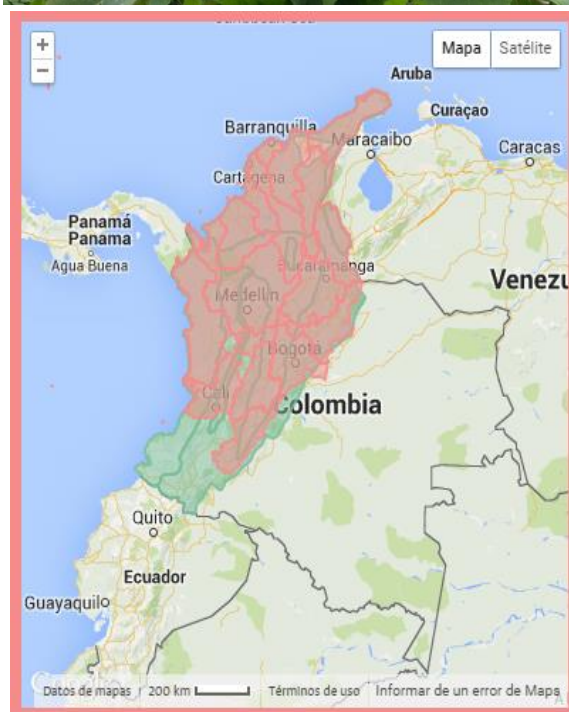 +
−
Mapa Satélite
Aruba
Curaçao
Barranquilla
Maracaibo
Caracas
Cartagena
Panamá
Panama
Agua Buena
Bucaramanga
Medellín
Bogotá
Cali
Colombia
Venezu
Quito
Ecuador
Guayaquil
Datos de mapas 200 km Términos de uso Informar de un error de Maps